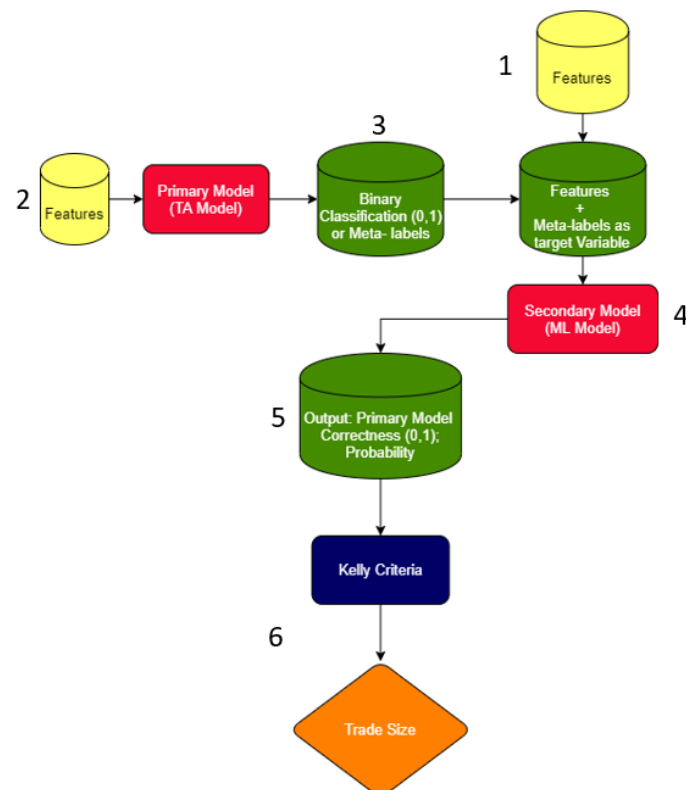 1
Features
3
2
Features
Primary Model
(TA Model)
Binary
Classification (0,1)
or Meta- labels
Features
+
Meta-labels as
target Variable
Secondary Model
(ML Model)
4
5
Output: Primary Model
Correctness (0,1);
Probability
Kelly Criteria
6
Trade Size